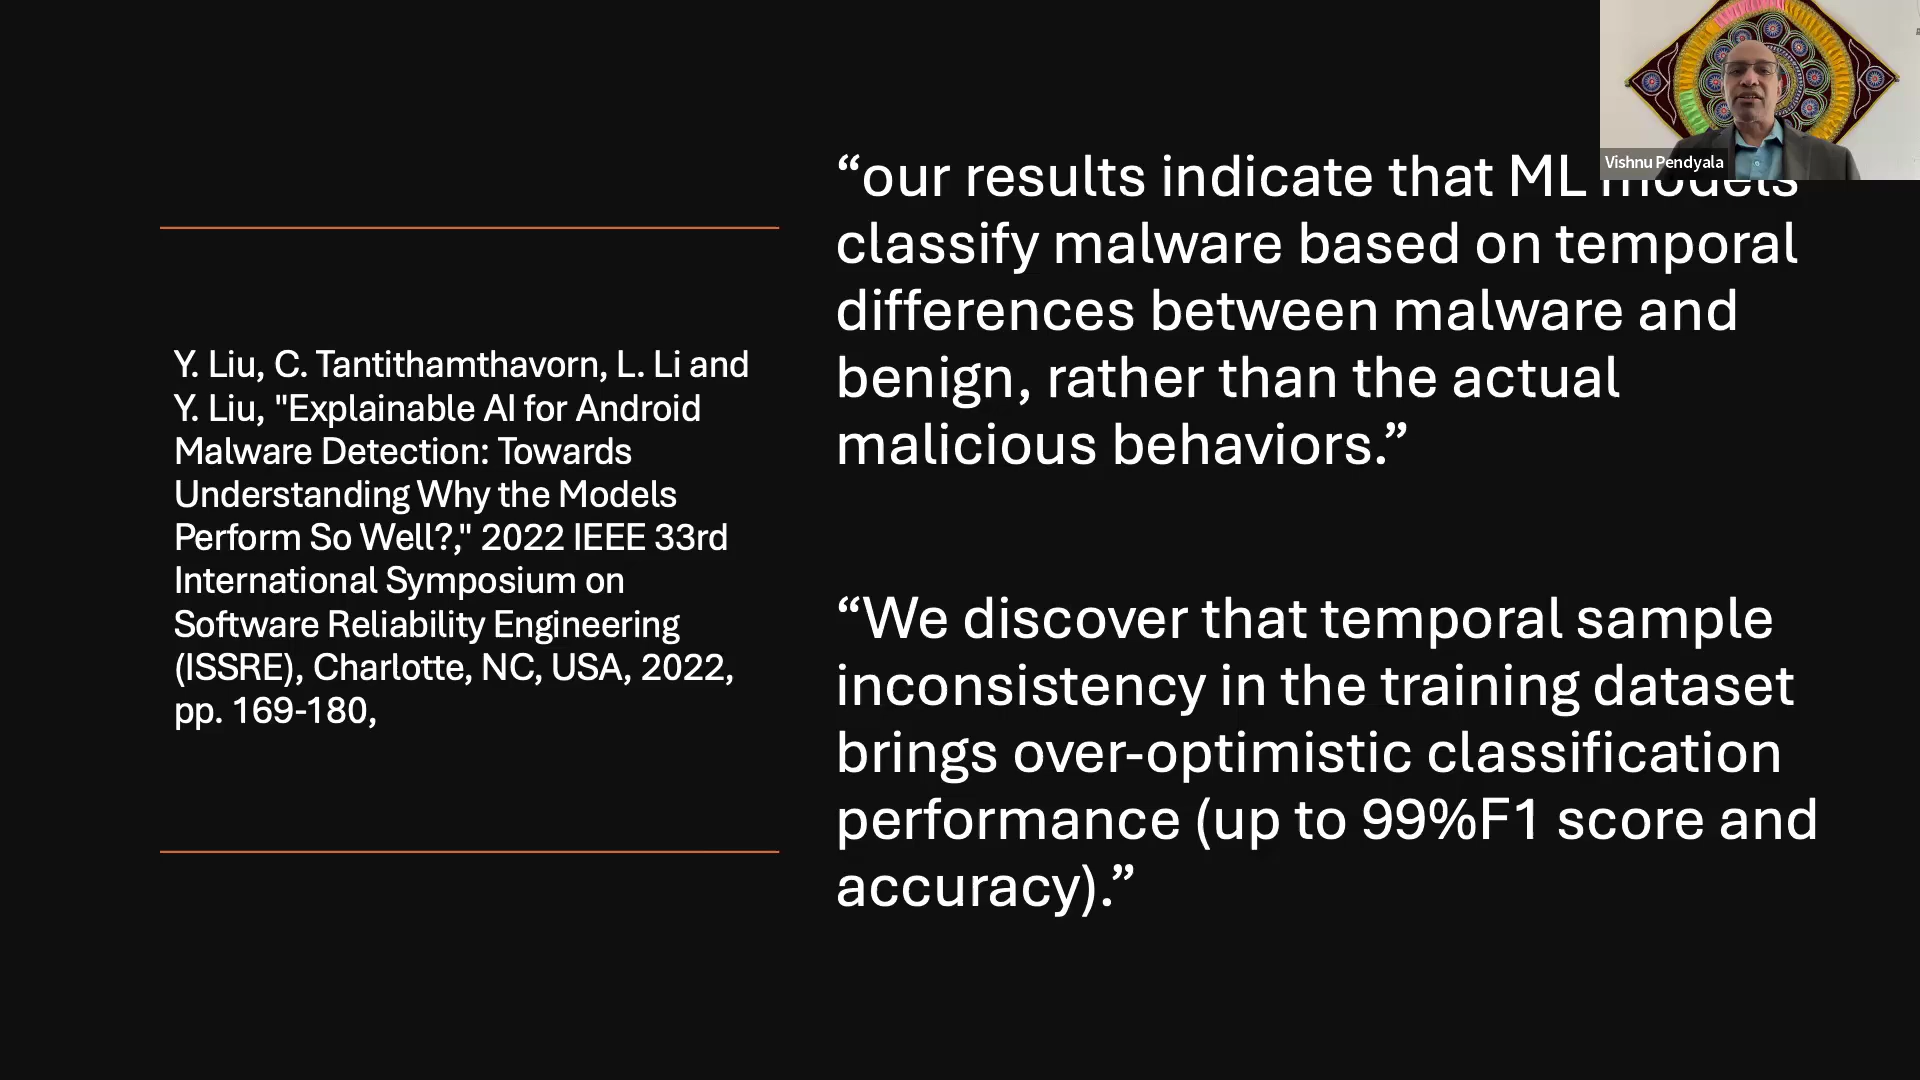 Vishnu Pendyala
Y. Liu, C. Tantithamthavorn, L. Li and
Y. Liu, "Explainable AI for Android
Malware Detection: Towards
Understanding Why the Models
Perform So Well?," 2022 IEEE 33rd
International Symposium on
Software Reliability Engineering
(ISSRE), Charlotte, NC, USA, 2022,
pp. 169-180,
“our results indicate that ML models
classify malware based on temporal
differences between malware and
benign, rather than the actual
malicious behaviors.”
“We discover that temporal sample
inconsistency in the training dataset
brings over-optimistic classification
performance (up to 99%F1 score and
accuracy).”